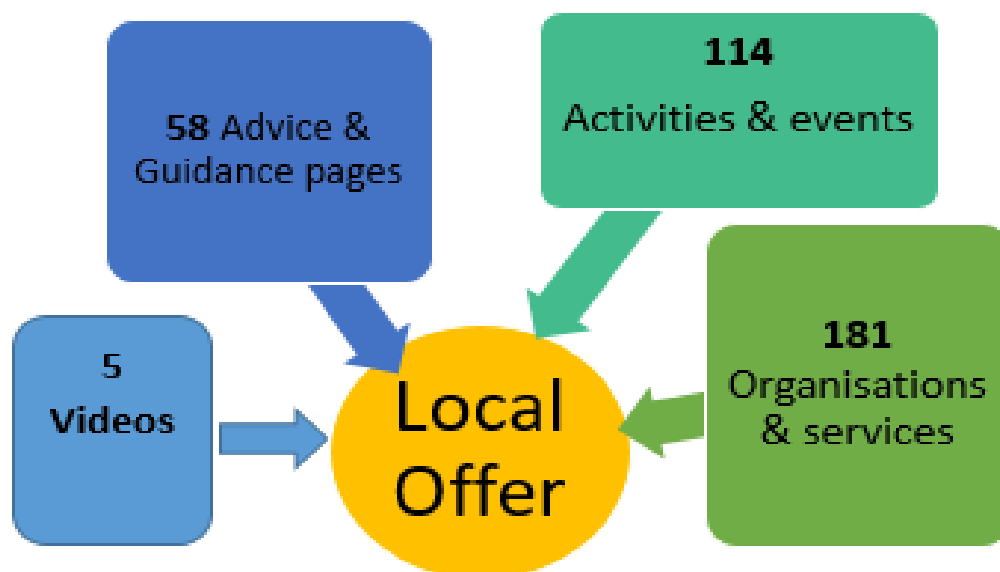 58 Advice &
Guidance pages
114
Activities & events
5
Videos
Local
Offer
181
Organisations
& services